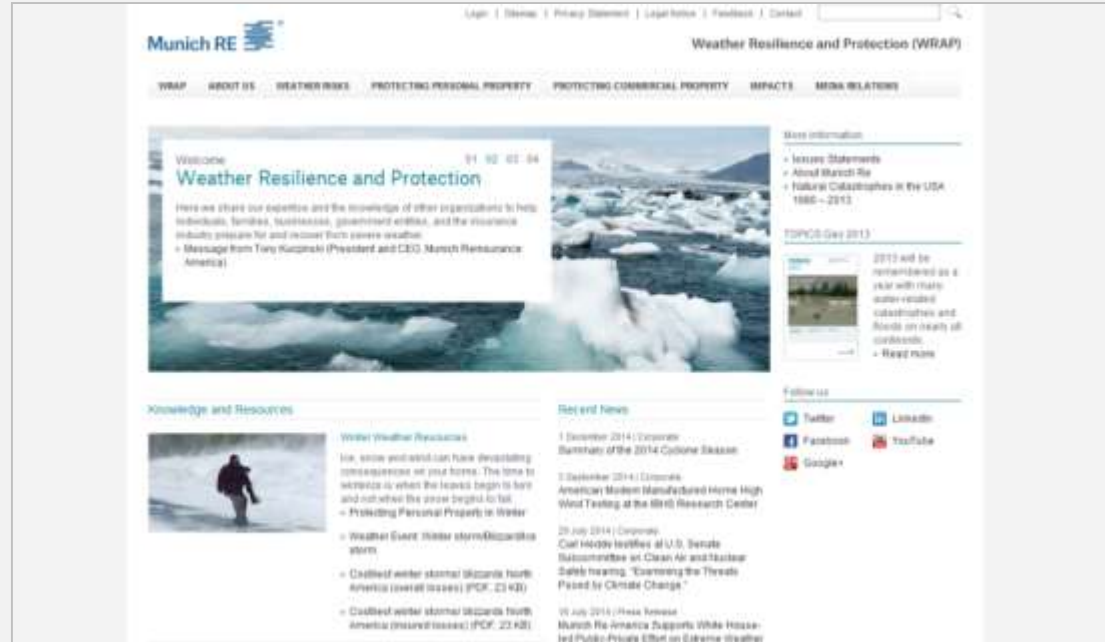 Login | Sitemap | Privacy Statement | Legal Notice | Feedback | Contact
Munich RE
Weather Resilience and Protection (WRAP)
WRAP ABOUT US WEATHER RISKS PROTECTING PERSONAL PROPERTY PROTECTING COMMERCIAL PROPERTY IMPACTS MEDIA RELATIONS
Welcome
01 02 03 04
Weather Resilience and Protection
Here we share our expertise and the knowledge of other organizations to help
individuals, families, businesses, government entities, and the insurance
industry prepare for and recover from severe weather.
» Message from Tony Kuczinski (President and CEO, Munich Reinsurance
America)
More information
» Issues Statements
» About Munich Re
» Natural Catastrophes in the USA
1980 – 2013
TOPICS Geo 2013
2013 will be
remembered as a
year with many
water-related
catastrophes and
floods on nearly all
continents.
» Read more
Follow us
Twitter
LinkedIn
Facebook
YouTube
Google+
Knowledge and Resources
Winter Weather Resources
Ice, snow and wind can have devastating
consequences on your home. The time to
winterize is when the leaves begin to turn
and not when the snow begins to fall.
» Protecting Personal Property in Winter
» Weather Event: Winter storm/Blizzard/Ice
storm
» Costliest winter storms/ blizzards North
America (overall losses) (PDF, 23 KB)
» Costliest winter storms/ blizzards North
America (insured losses) (PDF, 23 KB)
Recent News
1 December 2014 | Corporate
Summary of the 2014 Cyclone Season
September 2014 | Corporate
American Modern Manufactured Home High
Wind Testing at the IBHS Research Center
29 July 2014 | Corporate
Carl Hedde testifies at U.S. Senate
Subcommittee on Clean Air and Nuclear
Safety hearing, "Examining the Threats
Posed by Climate Change."
July 2014 | Press Release
Munich Re America Supports White House-
led Public-Private Effort on Extreme Weather